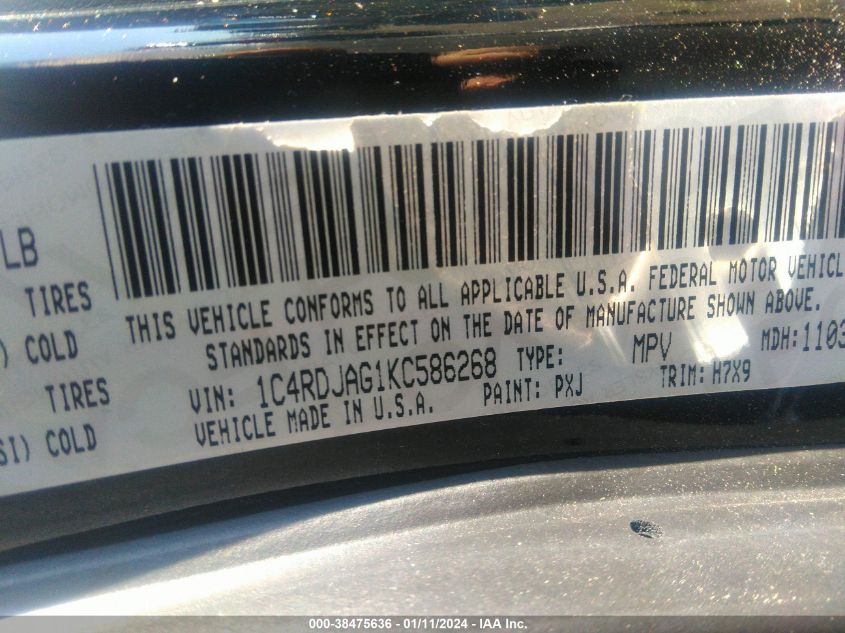 LB
TIRES
) COLD
TIRES
SI) COLD
THIS VEHICLE CONFORMS TO ALL APPLICABLE U.S.A. FEDERAL MOTOR VEHICL
STANDARDS IN EFFECT ON THE DATE OF MANUFACTURE SHOWN ABOVE.
VIN: 1C4RDJAG1KC586268 TYPE: MPV MDH:1103
VEHICLE MADE IN U.S.A. PAINT: PXJ TRIM: H7X9
000-38475636 - 01/11/2024 - IAA Inc.